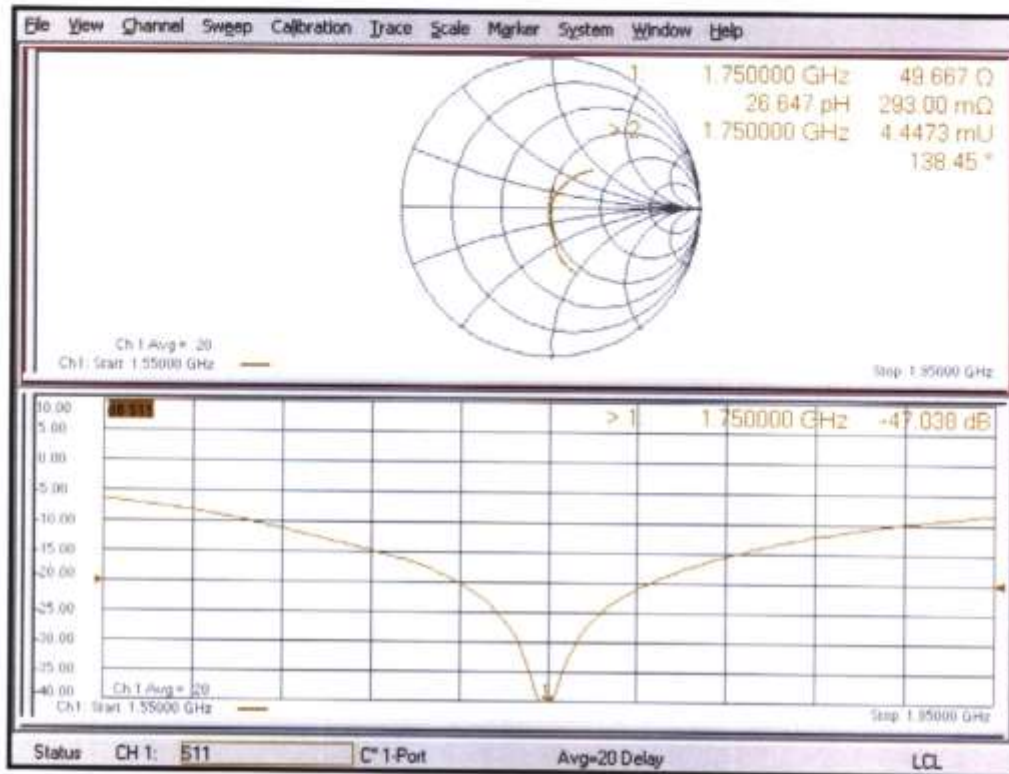 File View Channel Sweep Calibration Trace Scale Marker System Window Help
1 1.750000 GHz 49.667 Ω
26.647 pH 293.00 mΩ
> 2 1.750000 GHz 4.4473 mU
138.45 °
Ch 1 Avg = 20
Ch1: Start 1.55000 GHz
Stop 1.95000 GHz
10.00
dB S11
> 1 1.750000 GHz -47.038 dB
5.00
0.00
-5.00
-10.00
-15.00
-20.00
-25.00
-30.00
-35.00
-40.00
1
Ch 1 Avg = 20
Ch1: Start 1.55000 GHz
Stop 1.95000 GHz
Status CH 1: S11 C* 1-Port Avg=20 Delay LCL